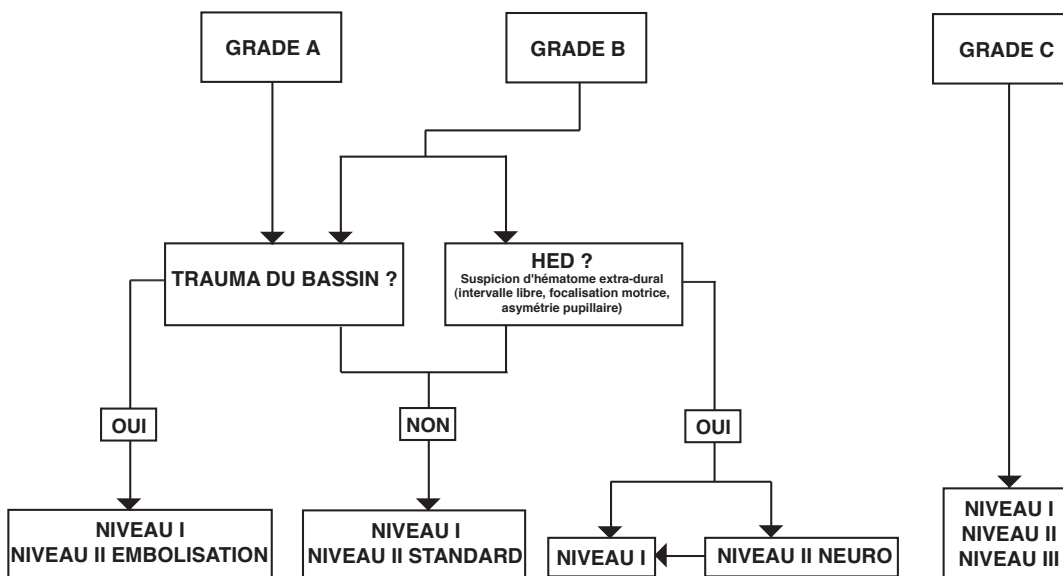 GRADE A
GRADE B
GRADE C
TRAUMA DU BASSIN ?
HED ?
Suspicion d'hématome extra-dural
(intervalle libre, focalisation motrice,
asymétrie pupillaire)
OUI
NON
OUI
NIVEAU I
NIVEAU II EMBOLISATION
NIVEAU I
NIVEAU II STANDARD
NIVEAU I
NIVEAU II NEURO
NIVEAU I
NIVEAU II
NIVEAU III